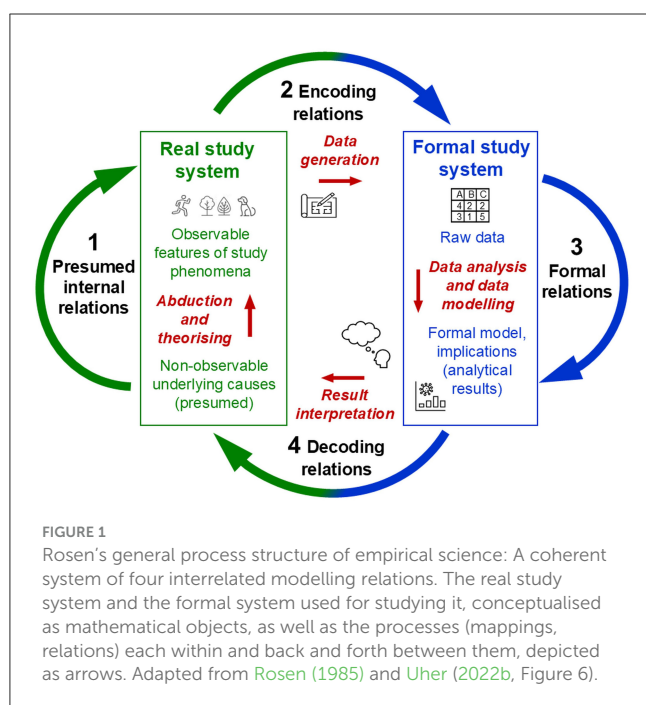 2 Encoding
relations
Real study
system
Data
generation
Formal study
system
A B C
4 2 2
3 1 5
Observable
features of study
phenomena
Raw data
1
Presumed
internal
relations
3
Formal
relations
Abduction
and
theorising
Data analysis
and data
modelling
Non-observable
underlying causes
(presumed)
Formal model,
implications
(analytical
results)
Result
interpretation
4 Decoding
relations
FIGURE 1
Rosen's general process structure of empirical science: A coherent
system of four interrelated modelling relations. The real study
system and the formal system used for studying it, conceptualised
as mathematical objects, as well as the processes (mappings,
relations) each within and back and forth between them, depicted
as arrows. Adapted from Rosen (1985) and Uher (2022b, Figure 6).